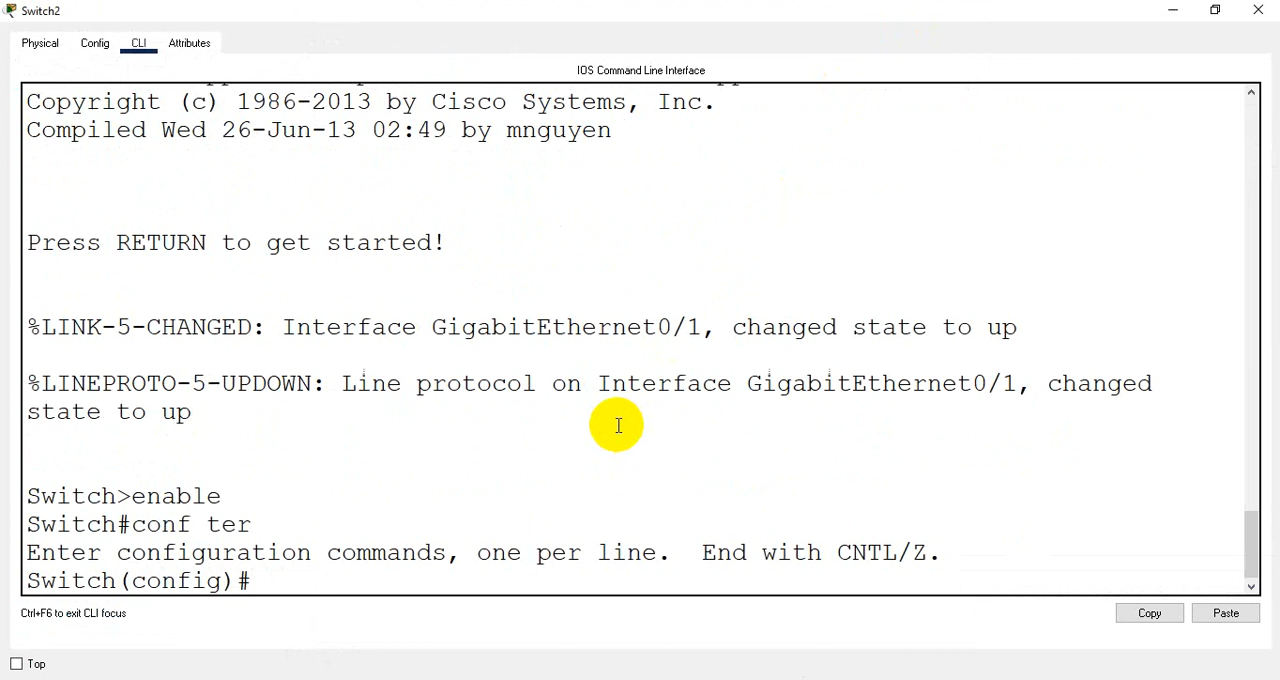 Switch2
Physical Config CLI Attributes
IOS Command Line Interface
Copyright (c) 1986-2013 by Cisco Systems, Inc.
Compiled Wed 26-Jun-13 02:49 by mnguyen
Press RETURN to get started!
%LINK-5-CHANGED: Interface GigabitEthernet0/1, changed state to up
%LINEPROTO-5-UPDOWN: Line protocol on Interface GigabitEthernet0/1, changed
state to up
Switch>enable
Switch#conf ter
Enter configuration commands, one per line.  End with CNTL/Z.
Switch(config)#
Ctrl+F6 to exit CLI focus
Copy Paste
Top